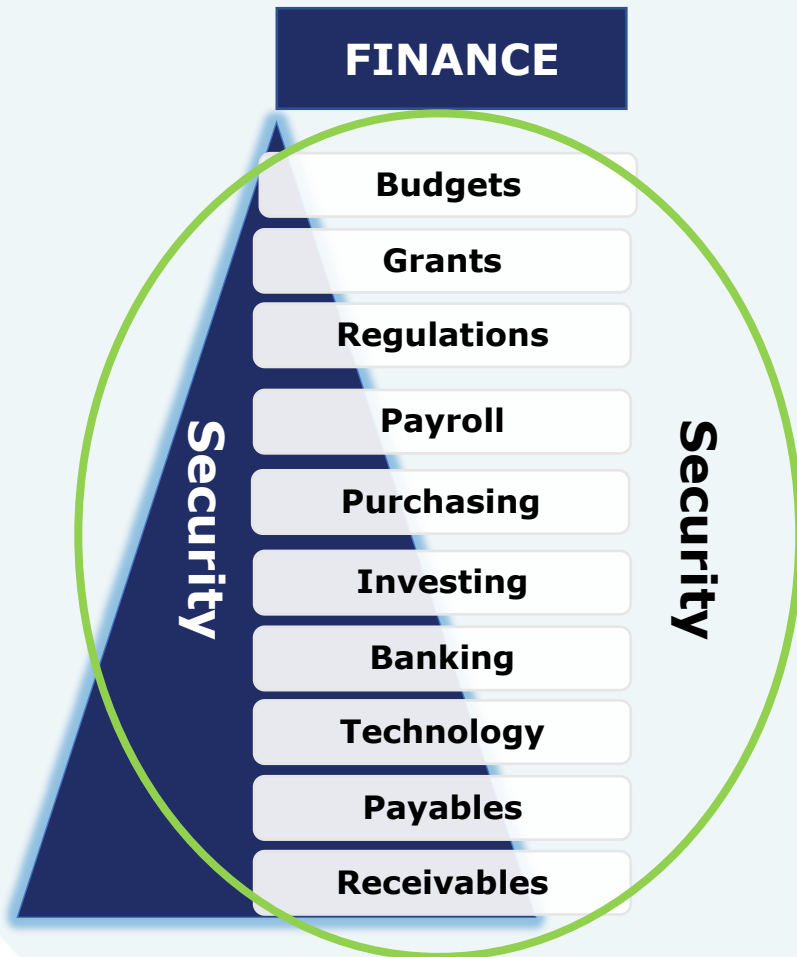 FINANCE
Budgets
Grants
Regulations
Payroll
Security
Security
Purchasing
Investing
Banking
Technology
Payables
Receivables